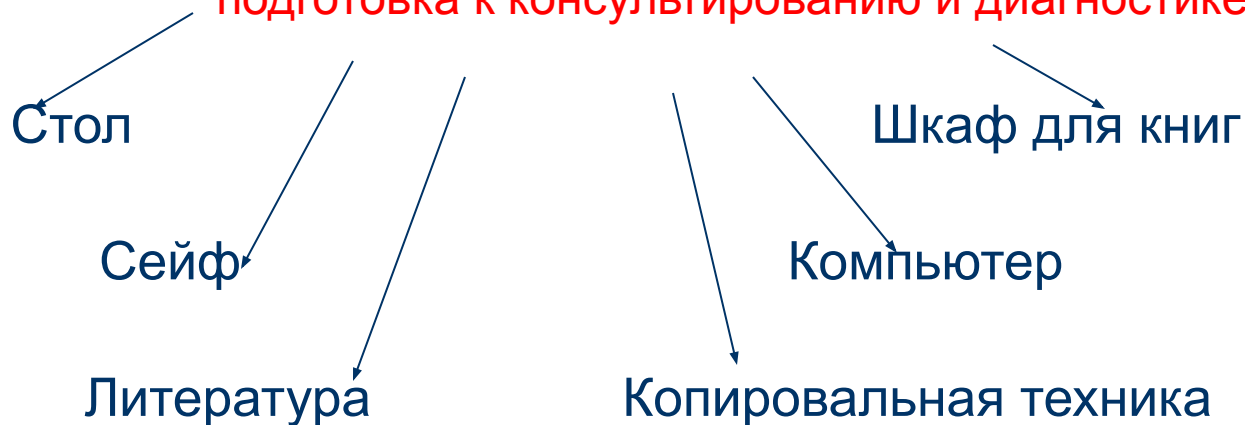 подготовка к консультированию и диагностике
Стол
Шкаф для книг
Сейф
Компьютер
Литература
Копировальная техника